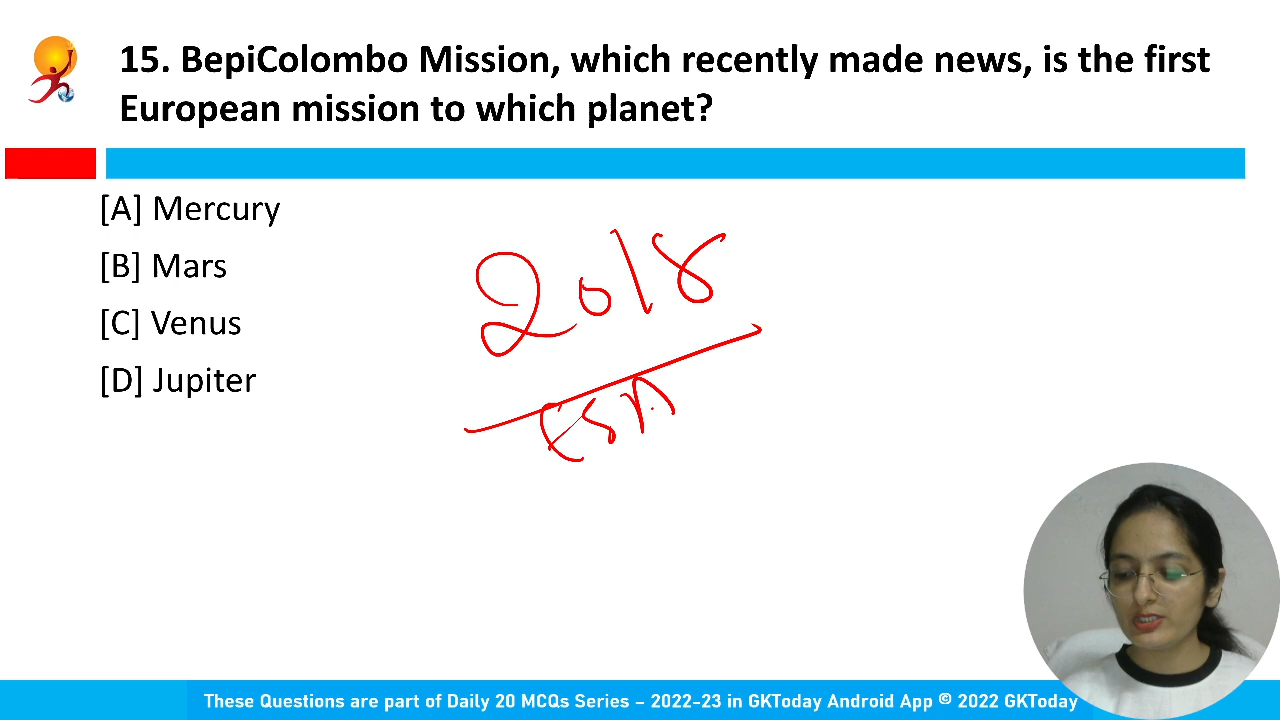 15. BepiColombo Mission, which recently made news, is the first
European mission to which planet?
[A] Mercury
[B] Mars
[C] Venus
[D] Jupiter
2018
ESA
These Questions are part of Daily 20 MCQs Series – 2022-23 in GKToday Android App © 2022 GKToday